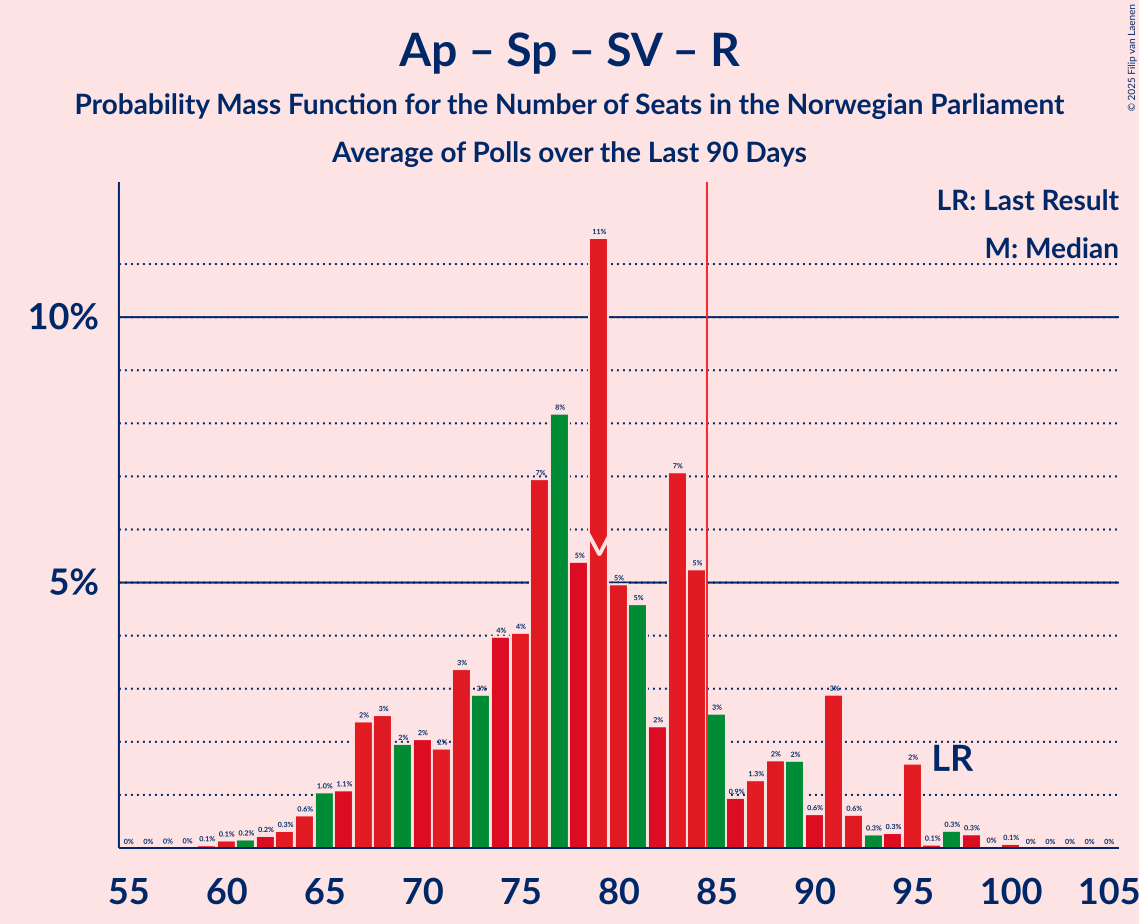 Ap – Sp – SV – R
Probability Mass Function for the Number of Seats in the Norwegian Parliament
Average of Polls over the Last 90 Days
© 2025 Filip van Laenen
LR: Last Result
M: Median
10%
5%
0% 0% 0% 0% 0.1% 0.1% 0.2% 0.2% 0.3% 0.6% 1.0% 1.1% 2% 3% 2% 2% 2% 3% 3% 4% 4% 7% 8% 5% 11% 5% 5% 2% 7% 5% 3% 0.9% 1.3% 2% 2% 0.6% 3% 0.6% 0.3% 0.3% 2% 0.1% 0.3% 0.3% 0% 0.1% 0% 0% 0% 0% 0%
LR
55 60 65 70 75 80 85 90 95 100 105